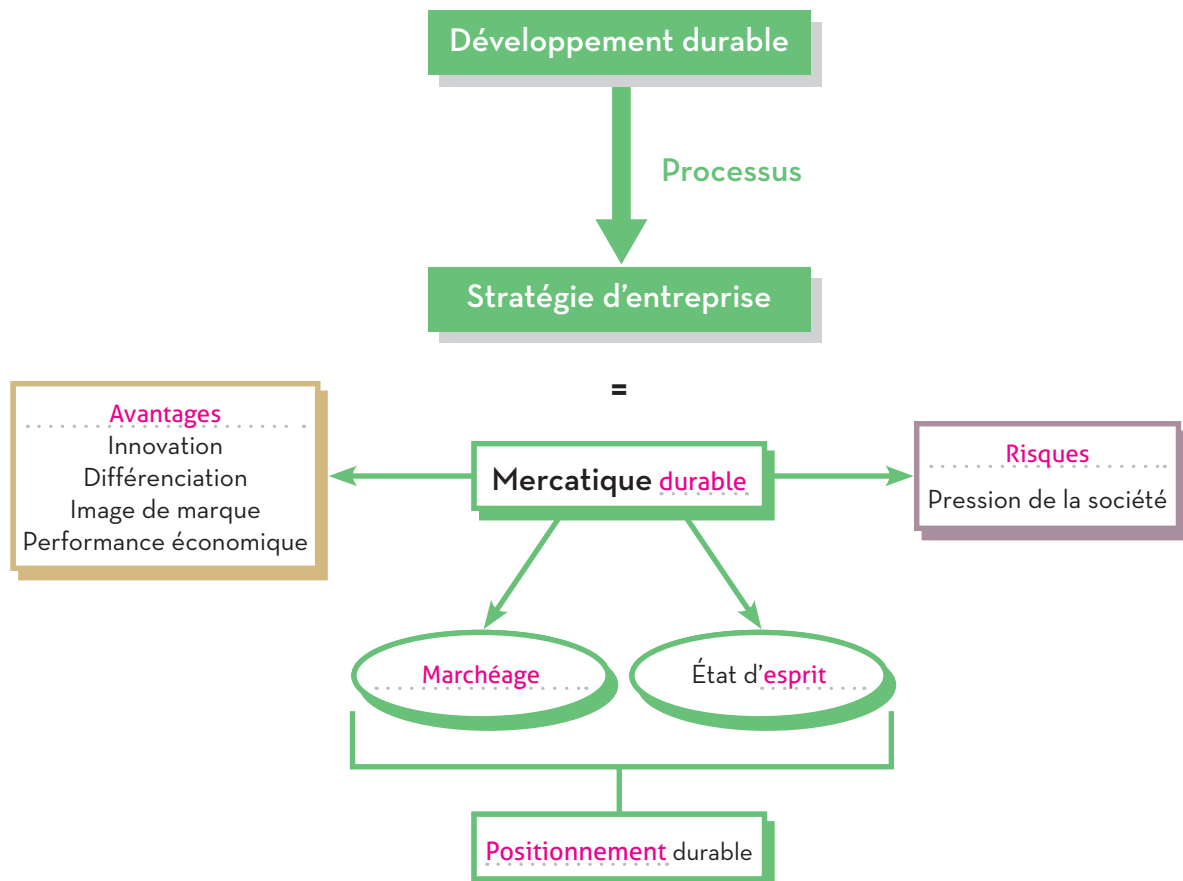 Développement durable
Processus
Stratégie d'entreprise
=
Avantages
Innovation
Différenciation
Image de marque
Performance économique
Mercatique durable
Risques
Pression de la société
Marchéage
État d'esprit
Positionnement durable